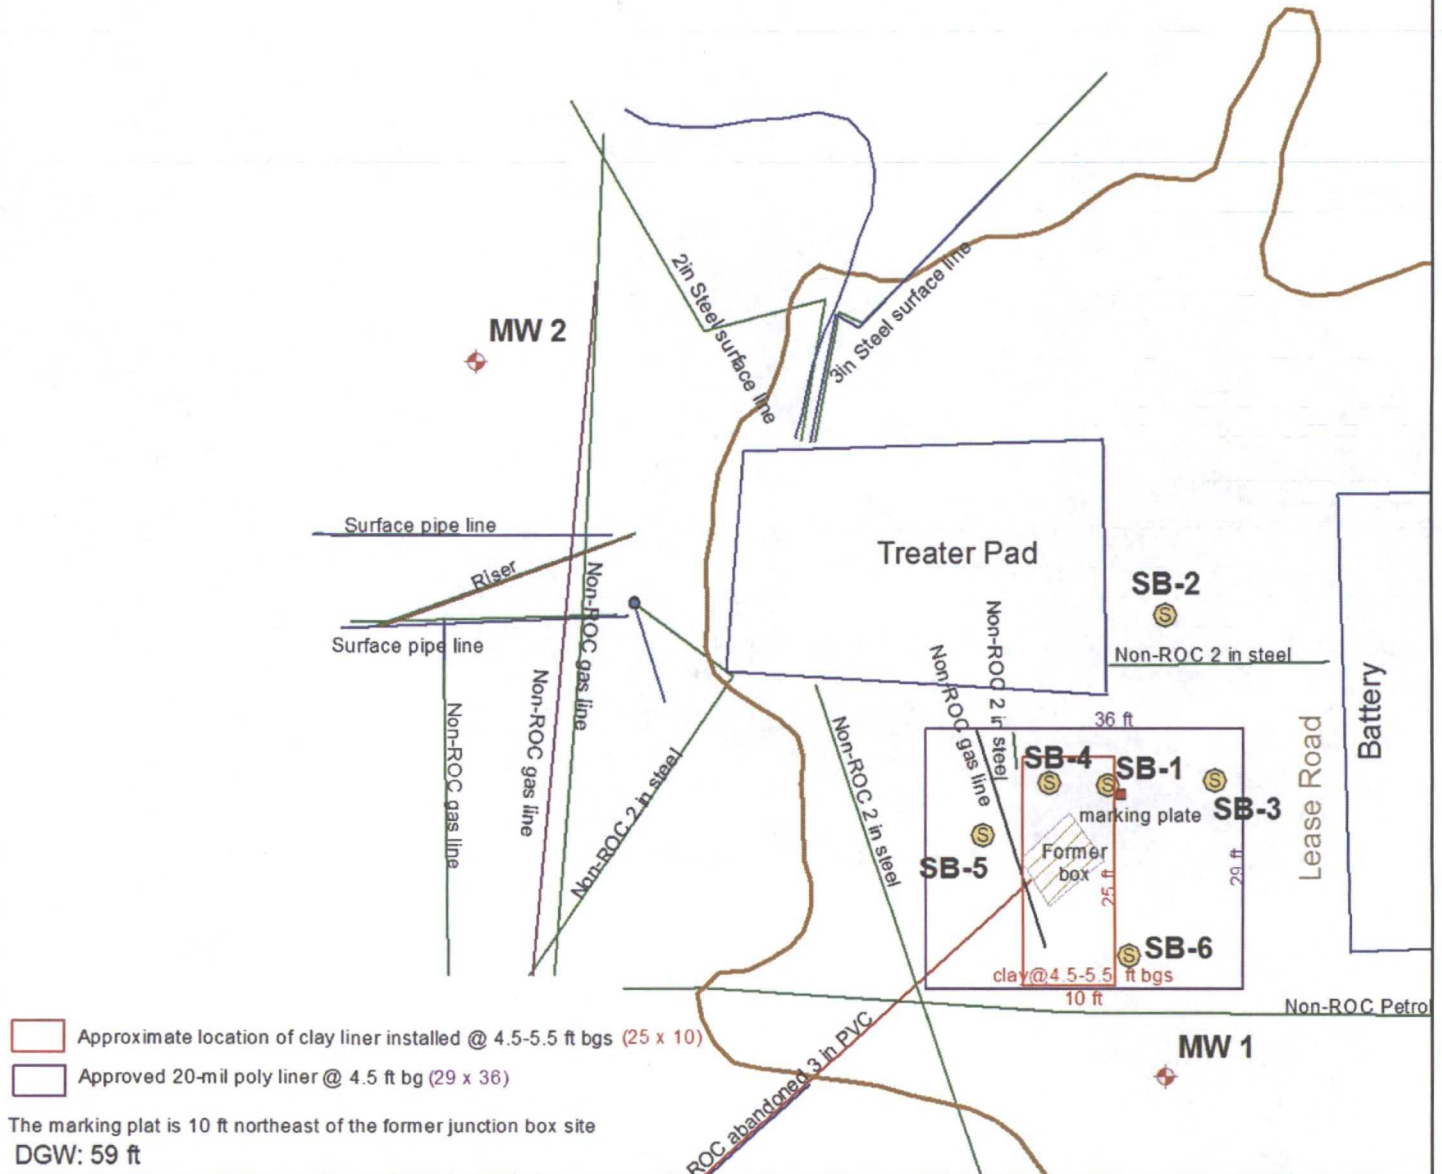 2in Steel surface line
3in Steel surface line
MW 2
Surface pipe line
Riser
Surface pipe line
Non-ROC gas line
Non-ROC gas line
Non-ROC gas line
Non-ROC 2 in steel
Treater Pad
SB-2
Non-ROC 2 in steel
Non-ROC 2 in steel
Non-ROC gas line
Non-ROC 2 in steel
Battery
Lease Road
36 ft
SB-4
SB-1
marking plate
SB-3
SB-5
Former
box
25 ft
29 ft
SB-6
clay@4.5-5.5 ft bgs
10 ft
Non-ROC Petrol
MW 1
ROC abandoned 3 in PVC
S
S
S
S
S
S
Approximate location of clay liner installed @ 4.5-5.5 ft bgs (25 x 10)
Approved 20-mil poly liner @ 4.5 ft bg (29 x 36)
The marking plat is 10 ft northeast of the former junction box site
DGW: 59 ft